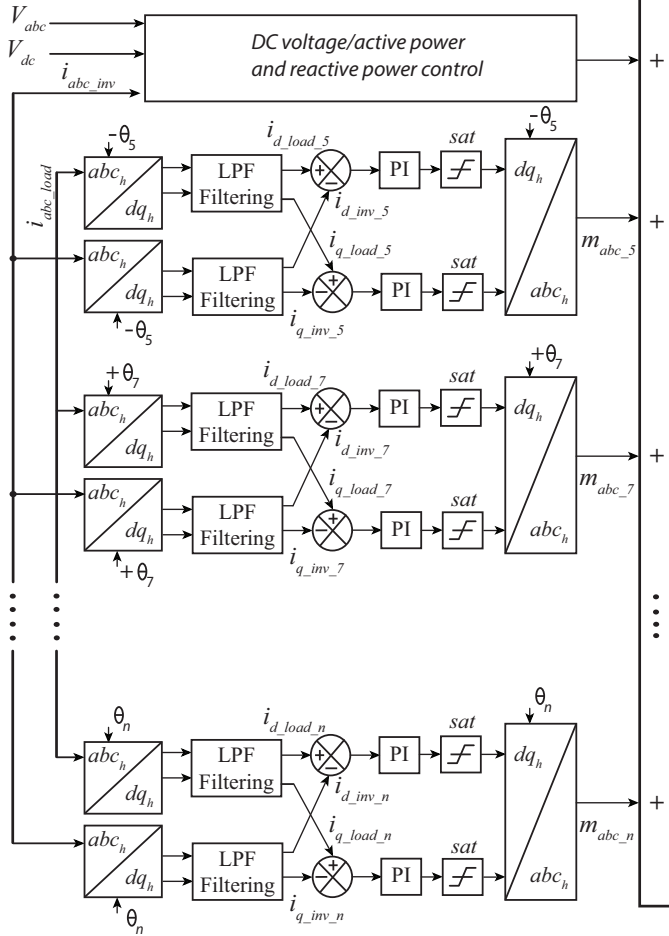 V_abc
V_dc
i_abc_inv
DC voltage/active power
and reactive power control
+
i_abc_load
−θ_5
abc_h
dq_h
LPF
Filtering
i_d_load_5
+
−
i_d_inv_5
PI
sat
−θ_5
dq_h
abc_h
m_abc_5
+
abc_h
dq_h
−θ_5
LPF
Filtering
i_q_load_5
+
−
i_q_inv_5
PI
sat
+θ_7
abc_h
dq_h
LPF
Filtering
i_d_load_7
+
−
i_d_inv_7
PI
sat
+θ_7
dq_h
abc_h
m_abc_7
+
abc_h
dq_h
+θ_7
LPF
Filtering
i_q_load_7
+
−
i_q_inv_7
PI
sat
θ_n
abc_h
dq_h
LPF
Filtering
i_d_load_n
+
−
i_d_inv_n
PI
sat
θ_n
dq_h
abc_h
m_abc_n
+
abc_h
dq_h
θ_n
LPF
Filtering
i_q_load_n
+
−
i_q_inv_n
PI
sat